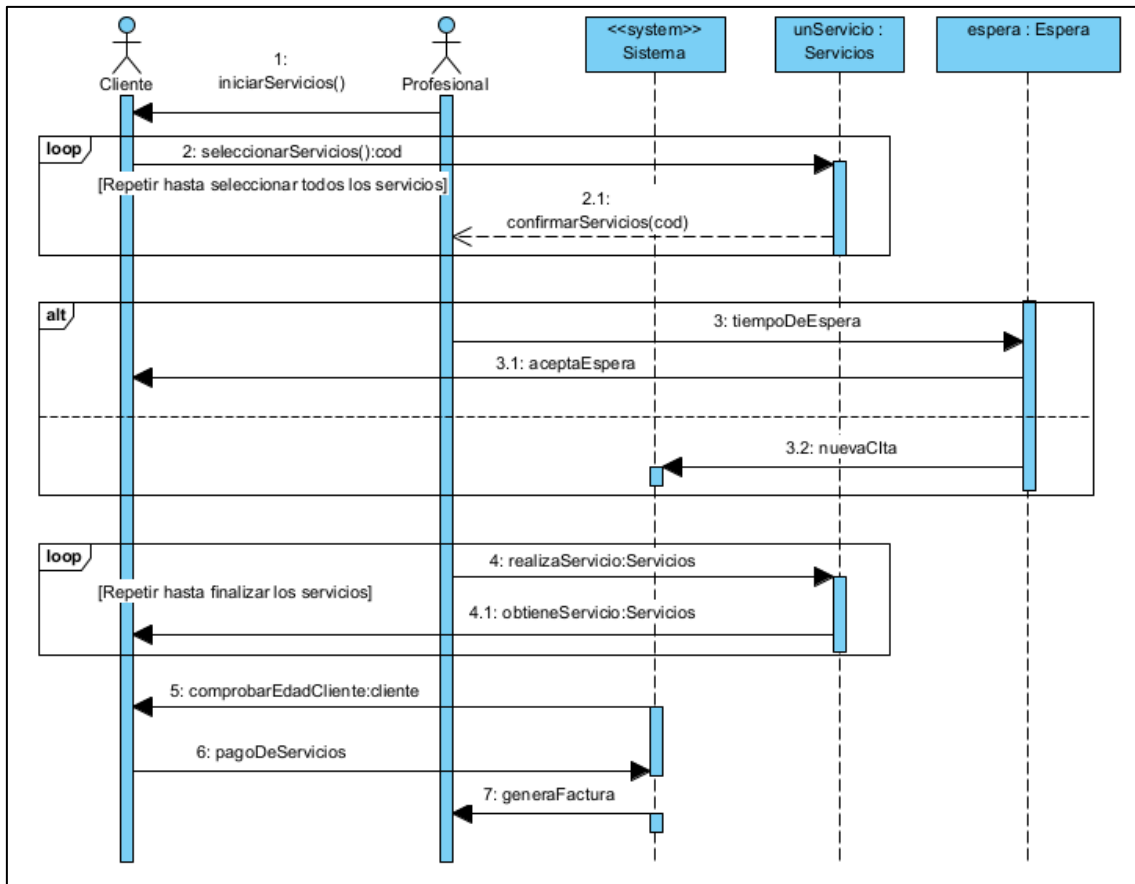 <<system>>
Sistema
unServicio :
Servicios
espera : Espera
Cliente
Profesional
1:
iniciarServicios()
loop
2: seleccionarServicios():cod
[Repetir hasta seleccionar todos los servicios]
2.1:
confirmarServicios(cod)
alt
3: tiempoDeEspera
3.1: aceptaEspera
3.2: nuevaCIta
loop
4: realizaServicio:Servicios
[Repetir hasta finalizar los servicios]
4.1: obtieneServicio:Servicios
5: comprobarEdadCliente:cliente
6: pagoDeServicios
7: generaFactura